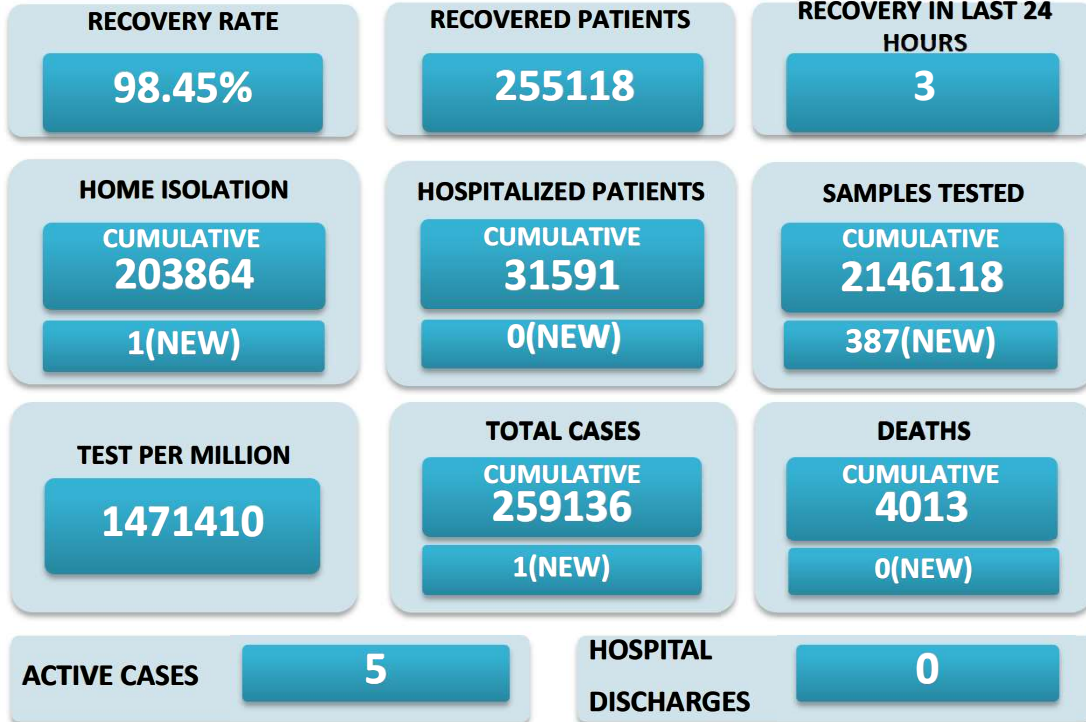 RECOVERY RATE
98.45%
RECOVERED PATIENTS
255118
RECOVERY IN LAST 24
HOURS
3
HOME ISOLATION
CUMULATIVE
203864
1(NEW)
HOSPITALIZED PATIENTS
CUMULATIVE
31591
0(NEW)
SAMPLES TESTED
CUMULATIVE
2146118
387(NEW)
TEST PER MILLION
1471410
TOTAL CASES
CUMULATIVE
259136
1(NEW)
DEATHS
CUMULATIVE
4013
0(NEW)
ACTIVE CASES
5
HOSPITAL
DISCHARGES
0